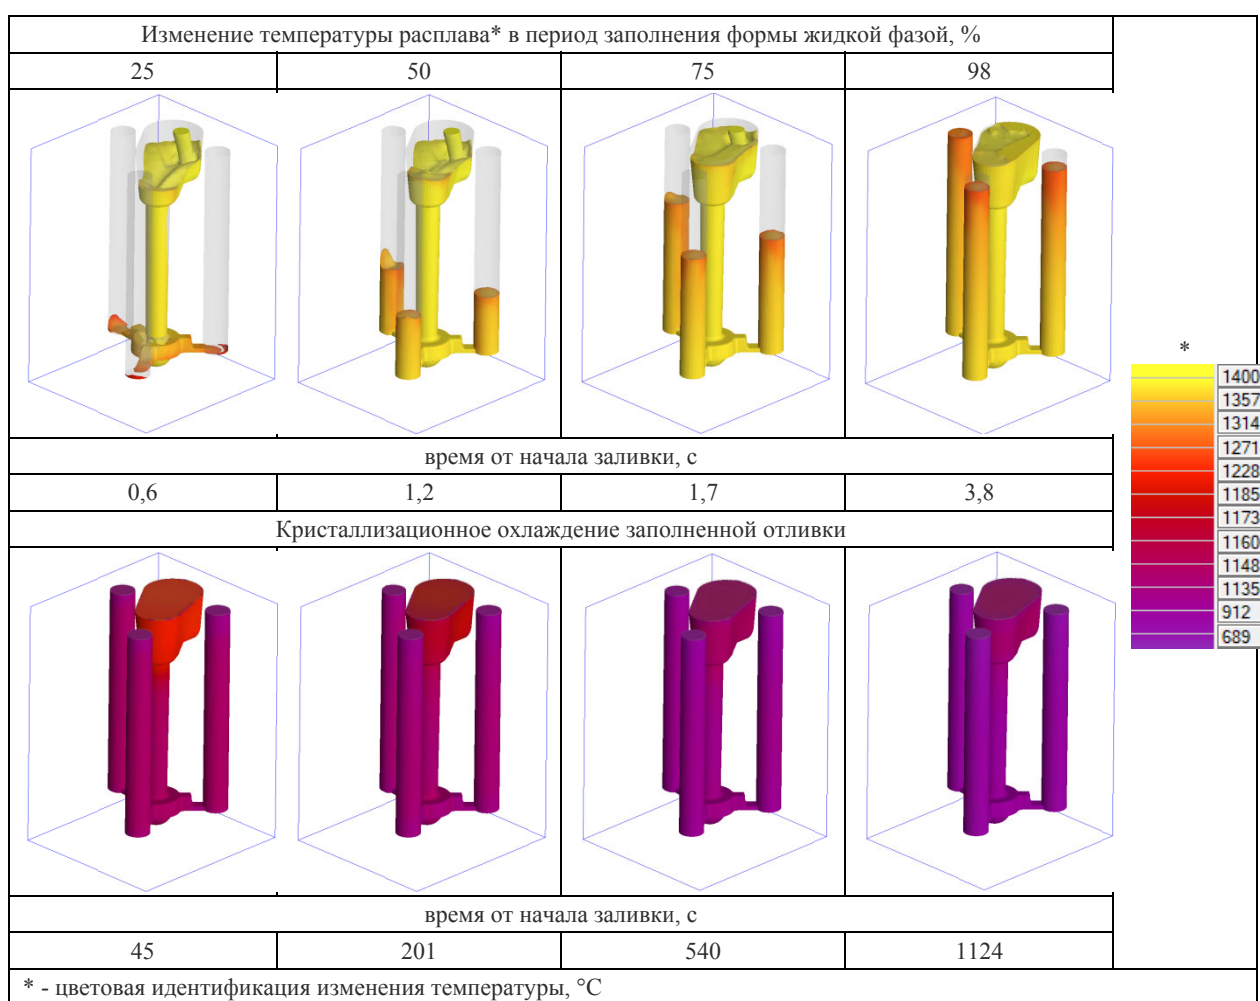 Изменение температуры расплава* в период заполнения формы жидкой фазой, %
25 50 75 98
время от начала заливки, с
0,6 1,2 1,7 3,8
Кристаллизационное охлаждение заполненной отливки
время от начала заливки, с
45 201 540 1124
* - цветовая идентификация изменения температуры, °С
*
1400
1357
1314
1271
1228
1185
1173
1160
1148
1135
912
689